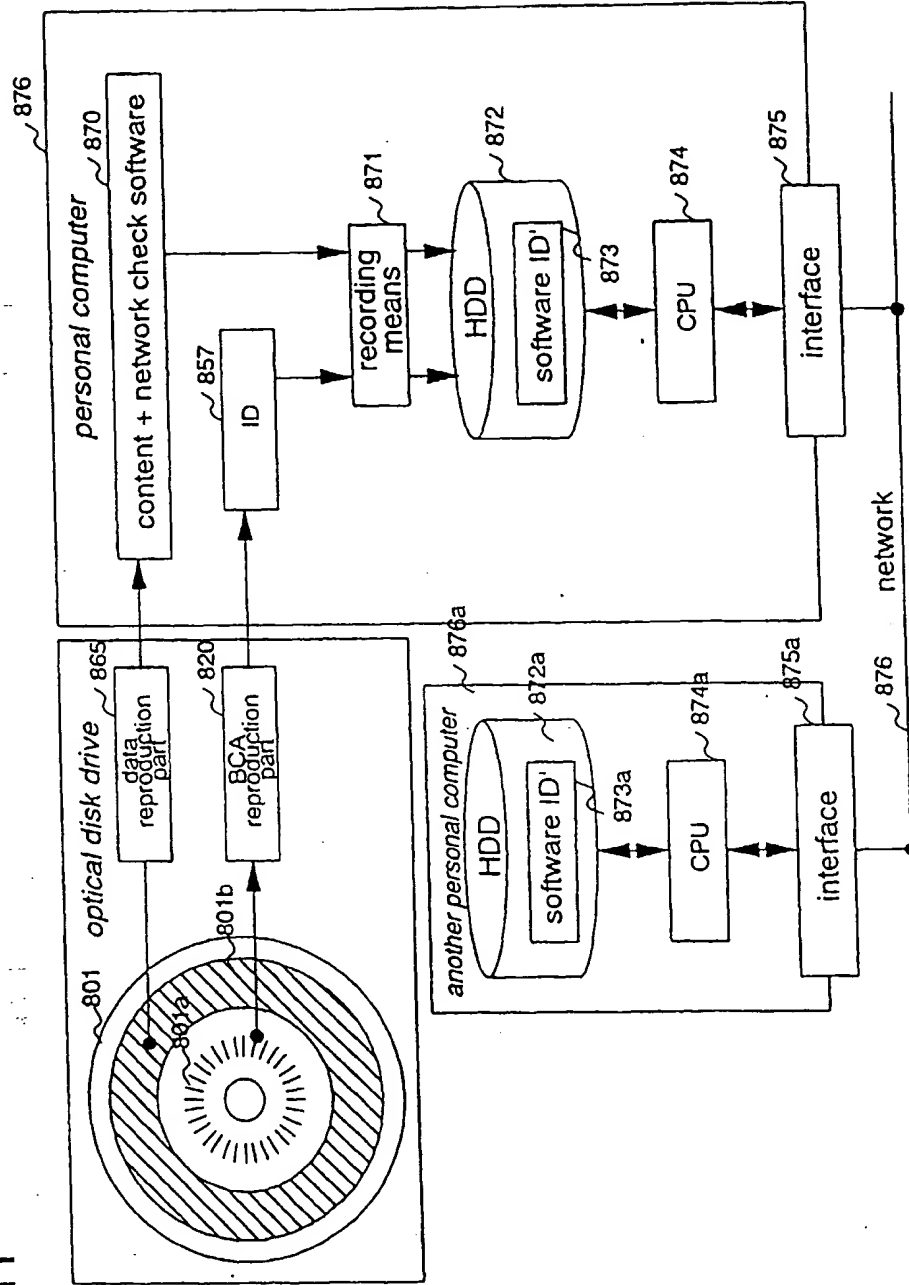 876
personal computer
870
content + network check software
857
ID
871
recording
means
872
HDD
software ID'
873
874
CPU
875
interface
optical disk drive
865
data
reproduction
part
820
BCA
reproduction
part
801
801b
801a
876a
another personal computer
872a
HDD
software ID'
873a
874a
CPU
875a
interface
876
network